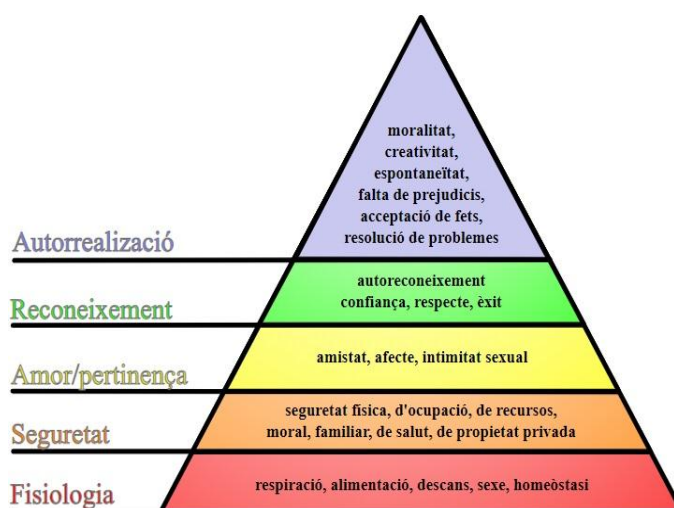 moralitat,
creativitat,
espontaneïtat,
falta de prejudicis,
acceptació de fets,
resolució de problemes
Autorrealizació
autoreconeixement
confiança, respecte, èxit
Reconeixement
amistat, afecte, intimitat sexual
Amor/pertinença
seguretat física, d'ocupació, de recursos,
moral, familiar, de salut, de propietat privada
Seguretat
respiració, alimentació, descans, sexe, homeòstasi
Fisiologia